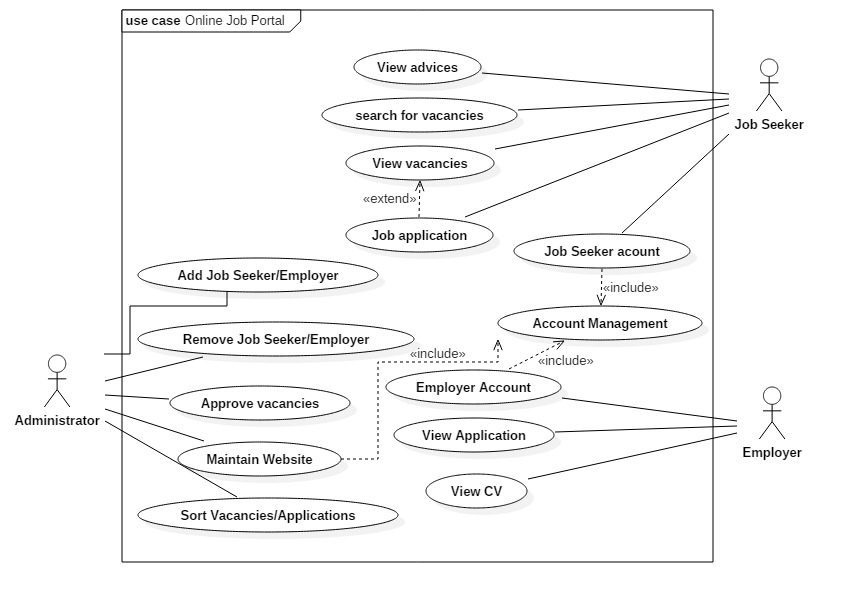 use case Online Job Portal
View advices
search for vacancies
View vacancies
«extend»
Job application
Job Seeker
Job Seeker acount
«include»
Add Job Seeker/Employer
Account Management
Remove Job Seeker/Employer
«include»
«include»
Employer Account
Administrator
Approve vacancies
View Application
Employer
Maintain Website
View CV
Sort Vacancies/Applications